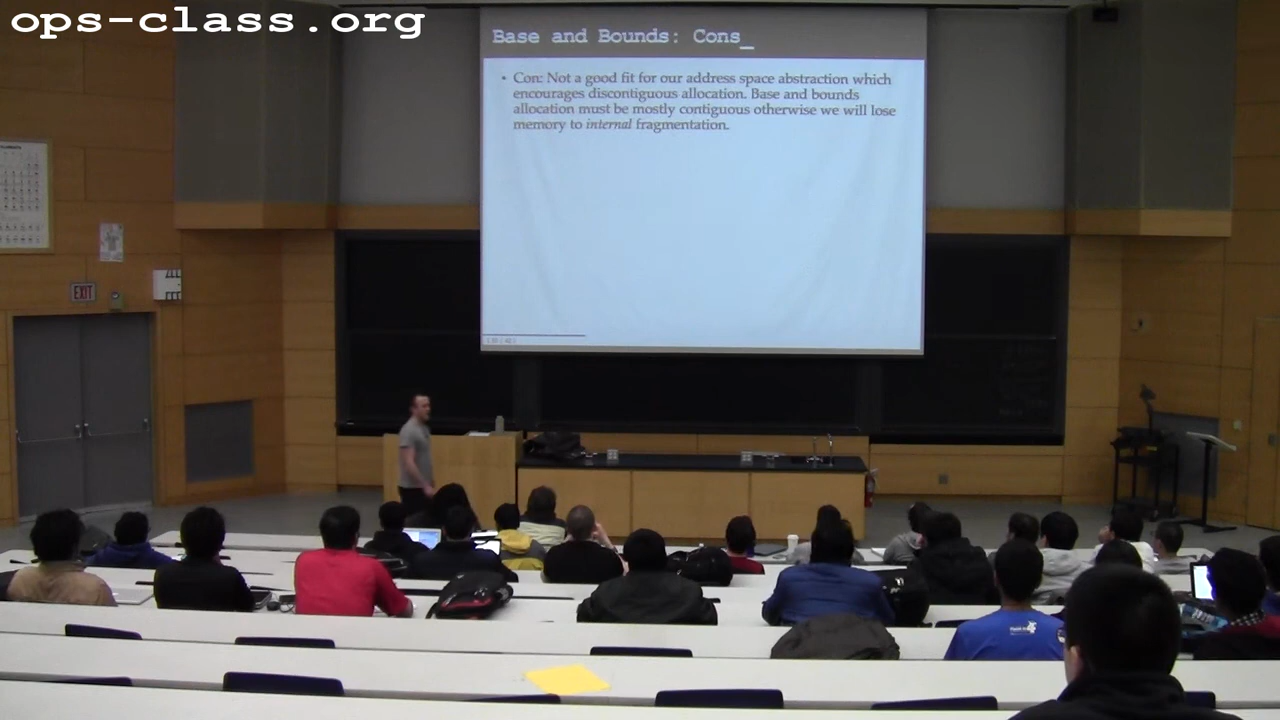 ops-class.org
Base and Bounds: Cons_
• Con: Not a good fit for our address space abstraction which
encourages discontiguous allocation. Base and bounds
allocation must be mostly contiguous otherwise we will lose
memory to internal fragmentation.
EXIT